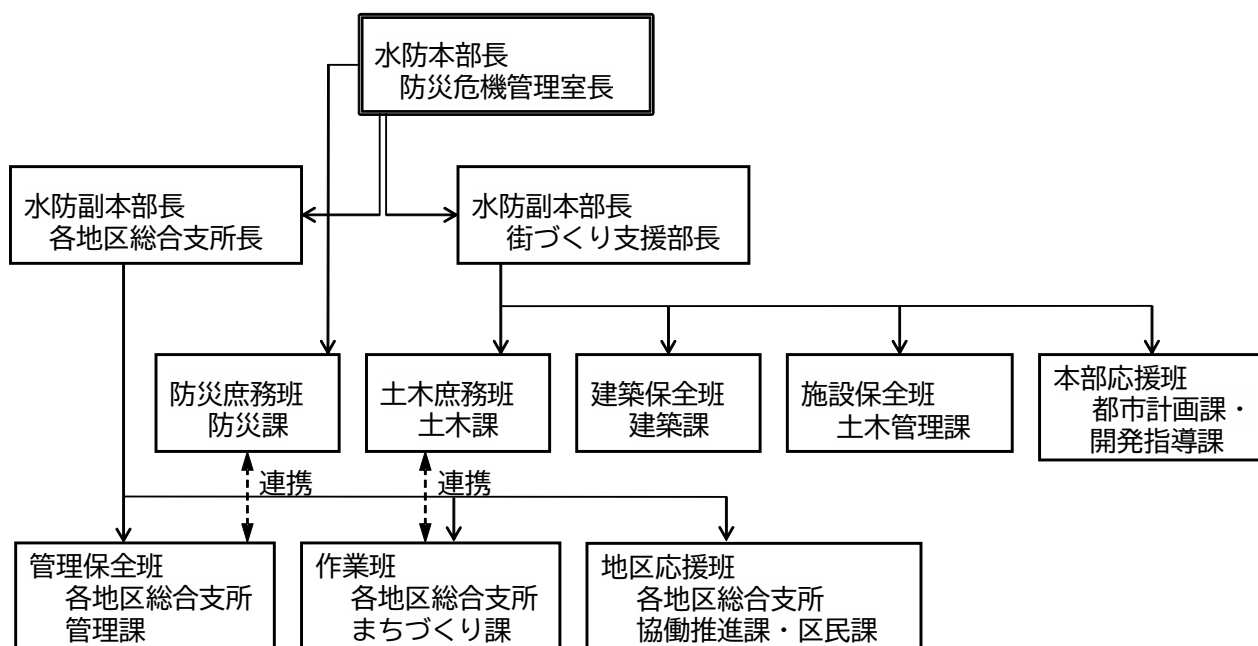 水防本部長
防災危機管理室長
水防副本部長
各地区総合支所長
水防副本部長
街づくり支援部長
防災庶務班
防災課
土木庶務班
土木課
建築保全班
建築課
施設保全班
土木管理課
本部応援班
都市計画課・
開発指導課
連携
連携
管理保全班
各地区総合支所
管理課
作業班
各地区総合支所
まちづくり課
地区応援班
各地区総合支所
協働推進課・区民課